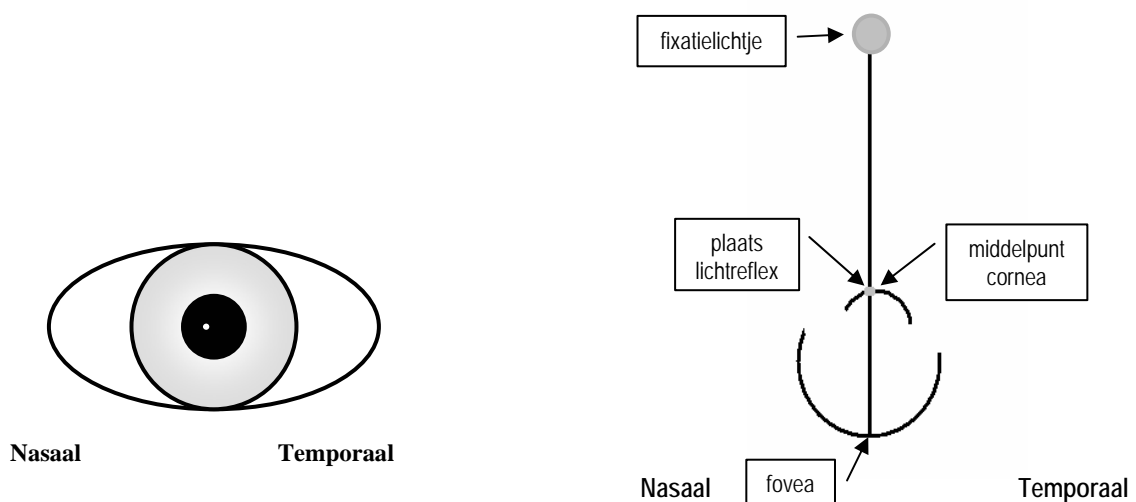 fixatielichtje
plaats
lichtreflex
middelpunt
cornea
Nasaal
Temporaal
Nasaal
fovea
Temporaal